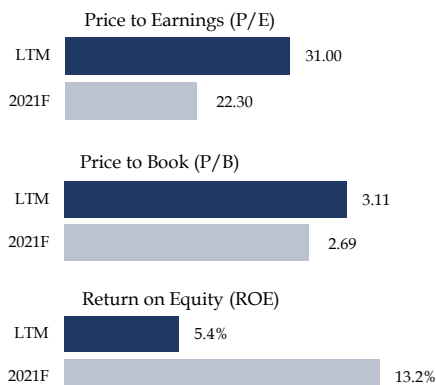 Price to Earnings (P/E)
LTM 31.00
2021F 22.30
Price to Book (P/B)
LTM 3.11
2021F 2.69
Return on Equity (ROE)
LTM 5.4%
2021F 13.2%